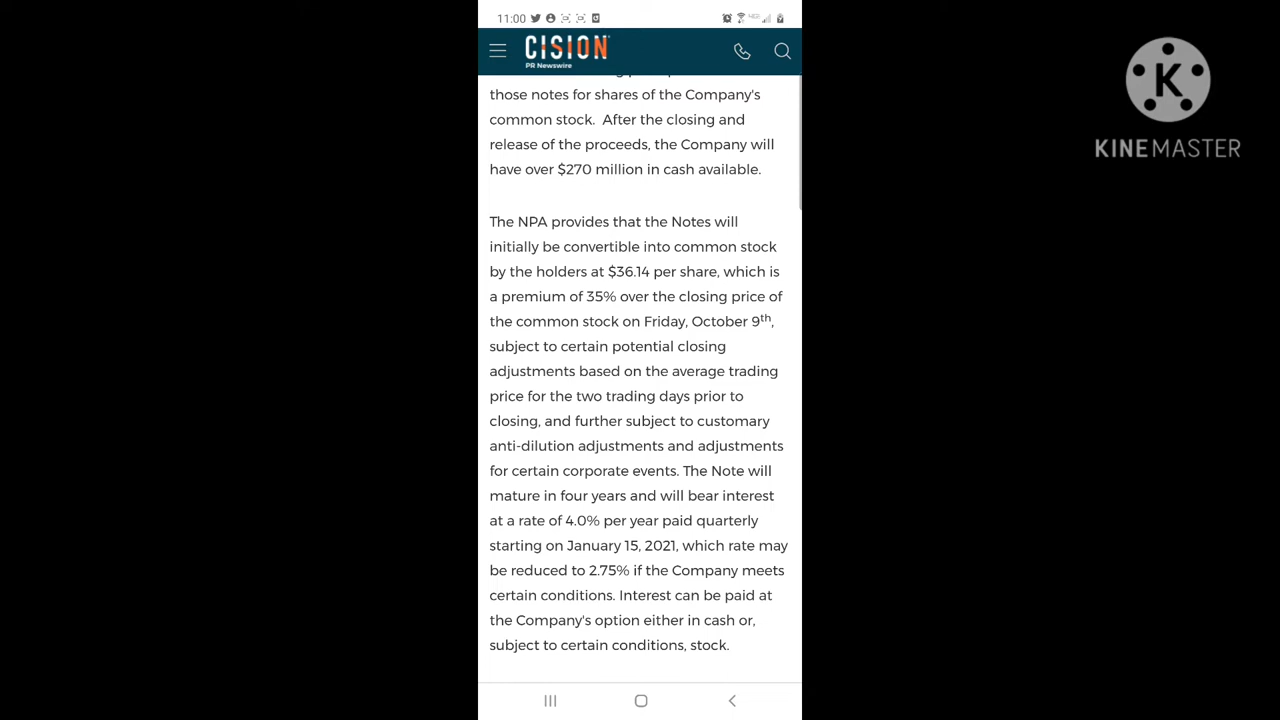 11:00
CISION
PR Newswire
those notes for shares of the Company's
common stock.  After the closing and
release of the proceeds, the Company will
have over $270 million in cash available.
The NPA provides that the Notes will
initially be convertible into common stock
by the holders at $36.14 per share, which is
a premium of 35% over the closing price of
the common stock on Friday, October 9th,
subject to certain potential closing
adjustments based on the average trading
price for the two trading days prior to
closing, and further subject to customary
anti-dilution adjustments and adjustments
for certain corporate events. The Note will
mature in four years and will bear interest
at a rate of 4.0% per year paid quarterly
starting on January 15, 2021, which rate may
be reduced to 2.75% if the Company meets
certain conditions. Interest can be paid at
the Company's option either in cash or,
subject to certain conditions, stock.
K
KINEMASTER